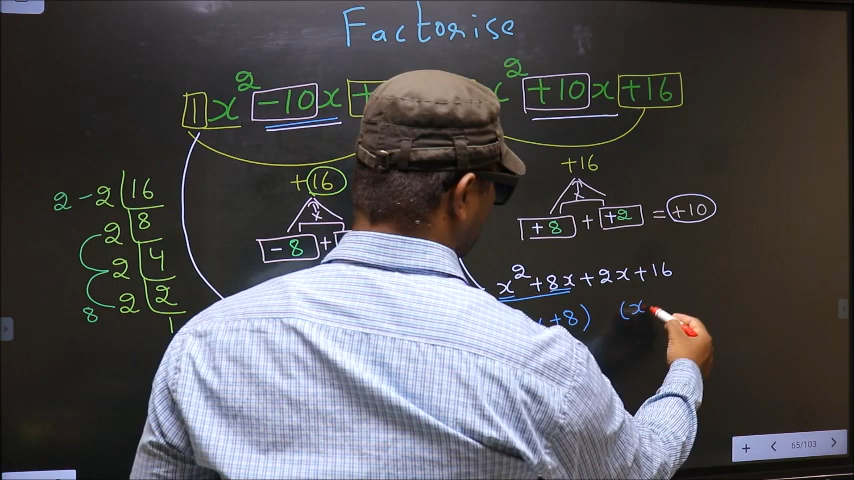 Factorise
1x² -10x + x² +10x +16
+16 +16
2 - 2 16
2 8
2 4
2 2
8 1
-8 +
+8 + +2 = +10
x² +8x +2x +16
+8) (x
65/103